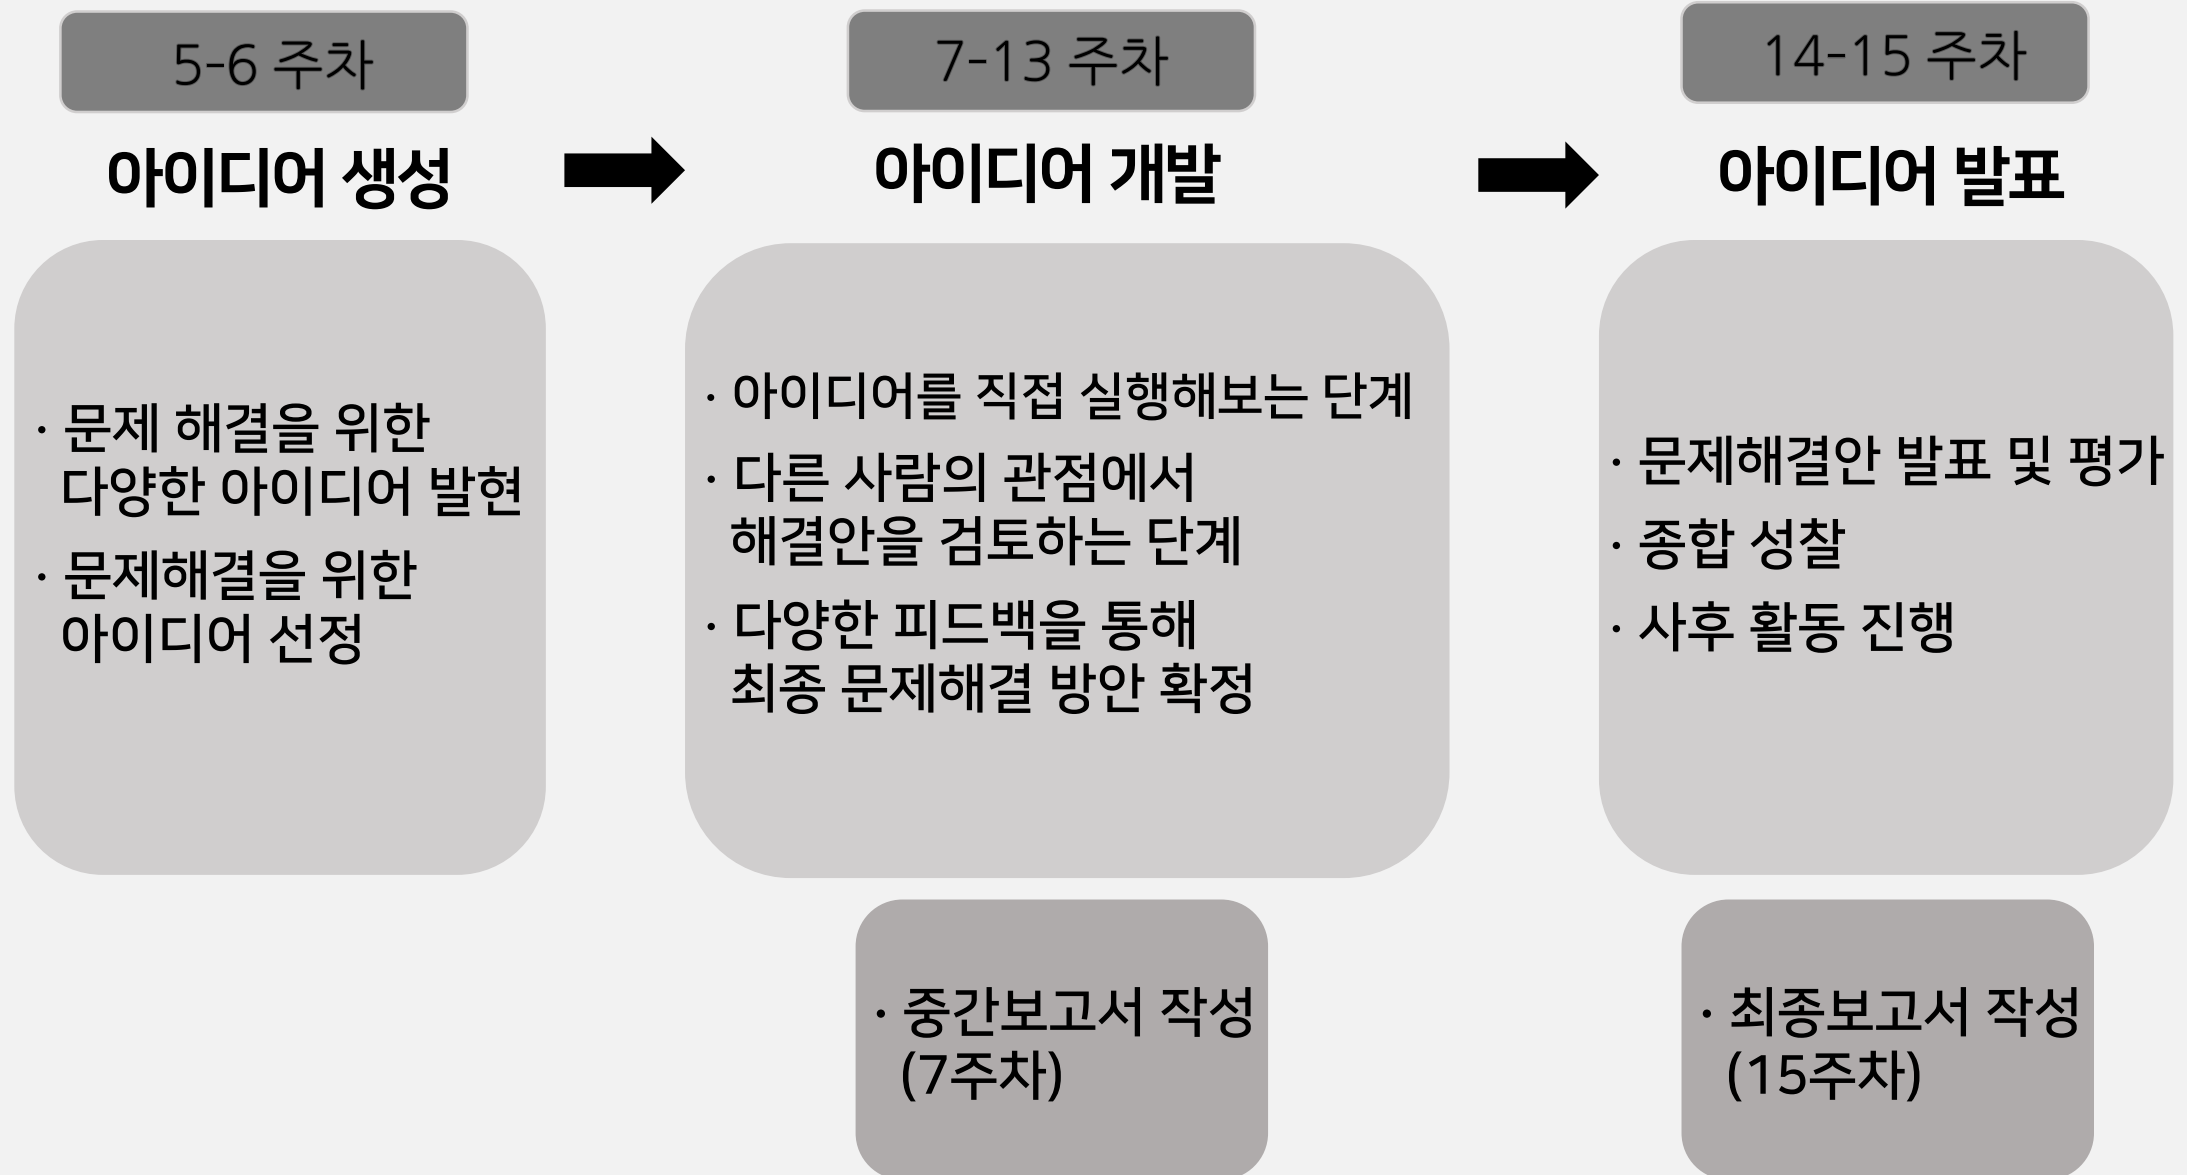 5-6 주차
아이디어 생성
· 문제 해결을 위한
다양한 아이디어 발현
· 문제해결을 위한
아이디어 선정
7-13 주차
아이디어 개발
· 아이디어를 직접 실행해보는 단계
· 다른 사람의 관점에서
해결안을 검토하는 단계
· 다양한 피드백을 통해
최종 문제해결 방안 확정
· 중간보고서 작성
(7주차)
14-15 주차
아이디어 발표
· 문제해결안 발표 및 평가
· 종합 성찰
· 사후 활동 진행
· 최종보고서 작성
(15주차)